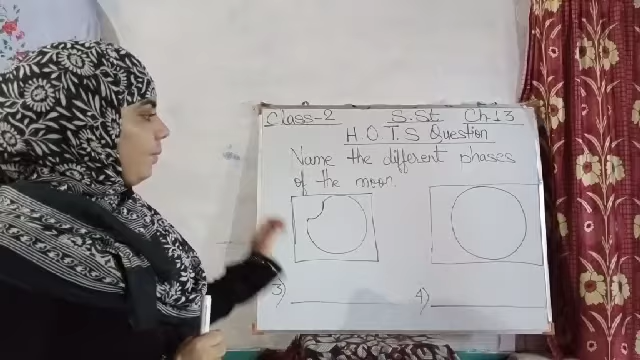 Class-2 S.St Ch-13
H.O.T.S Question
Name the different phases
of the moon.
3) 4)